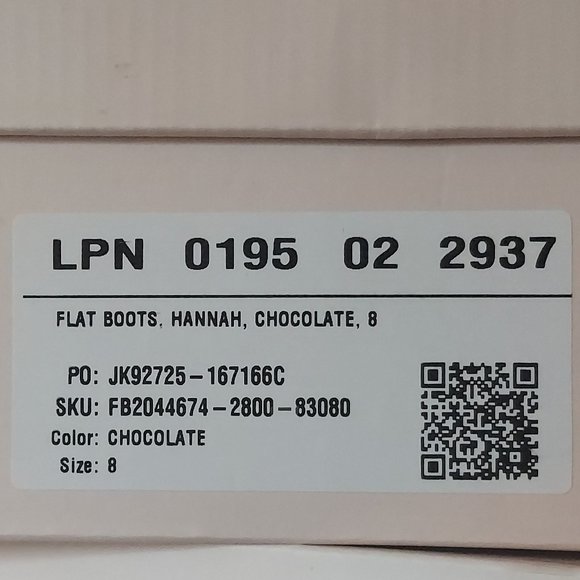 LPN 0195 02 2937
FLAT BOOTS, HANNAH, CHOCOLATE, 8
PO: JK92725-167166C
SKU: FB2044674-2800-83080
Color: CHOCOLATE
Size: 8